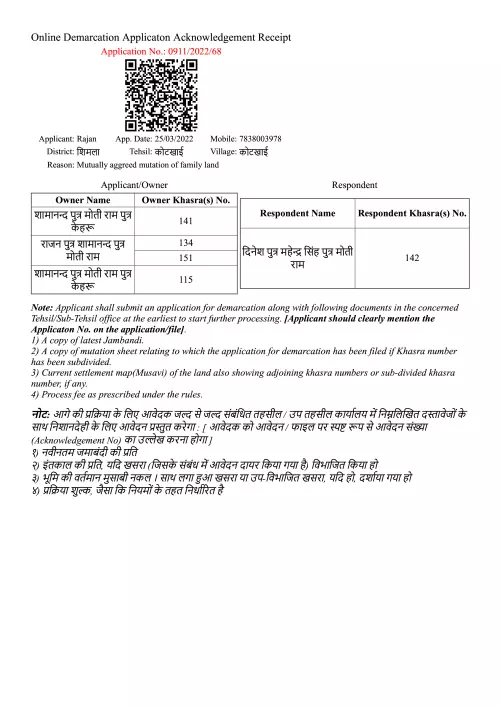 Online Demarcation Applicaton Acknowledgement Receipt
Application No.: 0911/2022/68
Applicant: Rajan App. Date: 25/03/2022 Mobile: 7838003978
District: शिमला Tehsil: कोटखाई Village: कोटखाई
Reason: Mutually aggreed mutation of family land
Applicant/Owner
Owner Name Owner Khasra(s) No.
शामानन्द पुत्र मोती राम पुत्र
केहरू
141
राजन पुत्र शामानन्द पुत्र
मोती राम
134
151
शामानन्द पुत्र मोती राम पुत्र
केहरू
115
Respondent
Respondent Name Respondent Khasra(s) No.
दिनेश पुत्र महेन्द्र सिंह पुत्र मोती
राम
142
Note: Applicant shall submit an application for demarcation along with following documents in the concerned
Tehsil/Sub-Tehsil office at the earliest to start further processing. [Applicant should clearly mention the
Applicaton No. on the application/file].
1) A copy of latest Jambandi.
2) A copy of mutation sheet relating to which the application for demarcation has been filed if Khasra number
has been subdivided.
3) Current settlement map(Musavi) of the land also showing adjoining khasra numbers or sub-divided khasra
number, if any.
4) Process fee as prescribed under the rules.
नोट: आगे की प्रक्रिया के लिए आवेदक जल्द से जल्द संबंधित तहसील / उप तहसील कार्यालय में निम्नलिखित दस्तावेजों के
साथ निशानदेही के लिए आवेदन प्रस्तुत करेगा : [ आवेदक को आवेदन / फाइल पर स्पष्ट रूप से आवेदन संख्या
(Acknowledgement No) का उल्लेख करना होगा ]
१) नवीनतम जमाबंदी की प्रति
२) इंतकाल की प्रति, यदि खसरा (जिसके संबंध में आवेदन दायर किया गया है) विभाजित किया हो
३) भूमि की वर्तमान मुसाबी नकल । साथ लगा हुआ खसरा या उप-विभाजित खसरा, यदि हो, दर्शाया गया हो
४) प्रक्रिया शुल्क, जैसा कि नियमों के तहत निर्धारित है